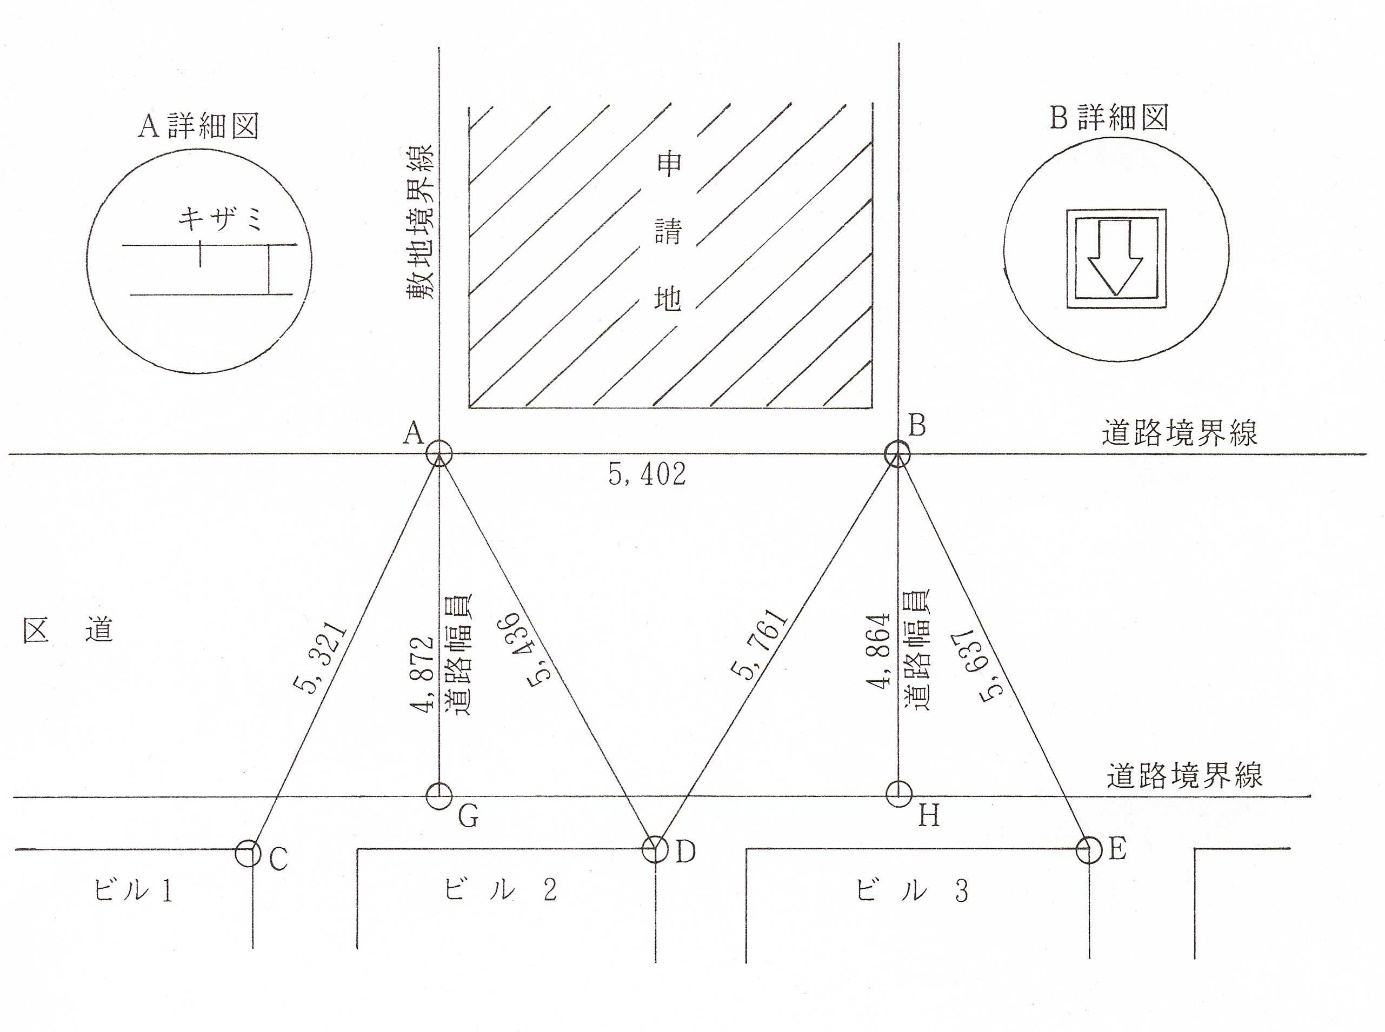 A詳細図
キザミ
敷地境界線
申請地
B詳細図
A
B
道路境界線
5,402
区道
5,321
4,872
道路幅員
5,436
5,761
4,864
道路幅員
5,637
道路境界線
G
H
C
D
E
ビル1
ビル 2
ビル 3